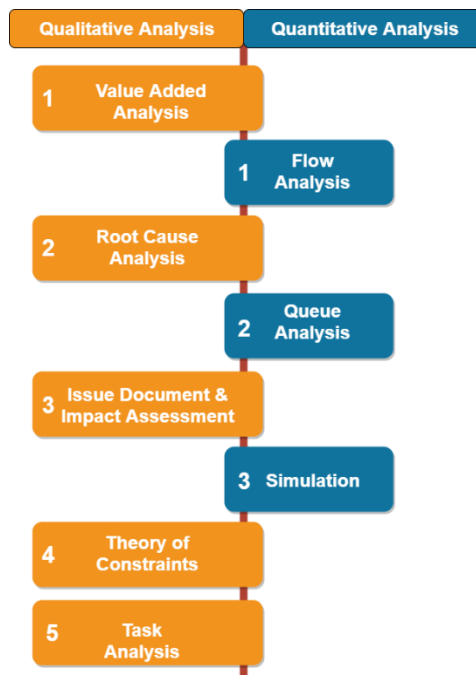 Qualitative Analysis
Quantitative Analysis
1
Value Added
Analysis
1
Flow
Analysis
2
Root Cause
Analysis
2
Queue
Analysis
3
Issue Document &
Impact Assessment
3
Simulation
4
Theory of
Constraints
5
Task
Analysis